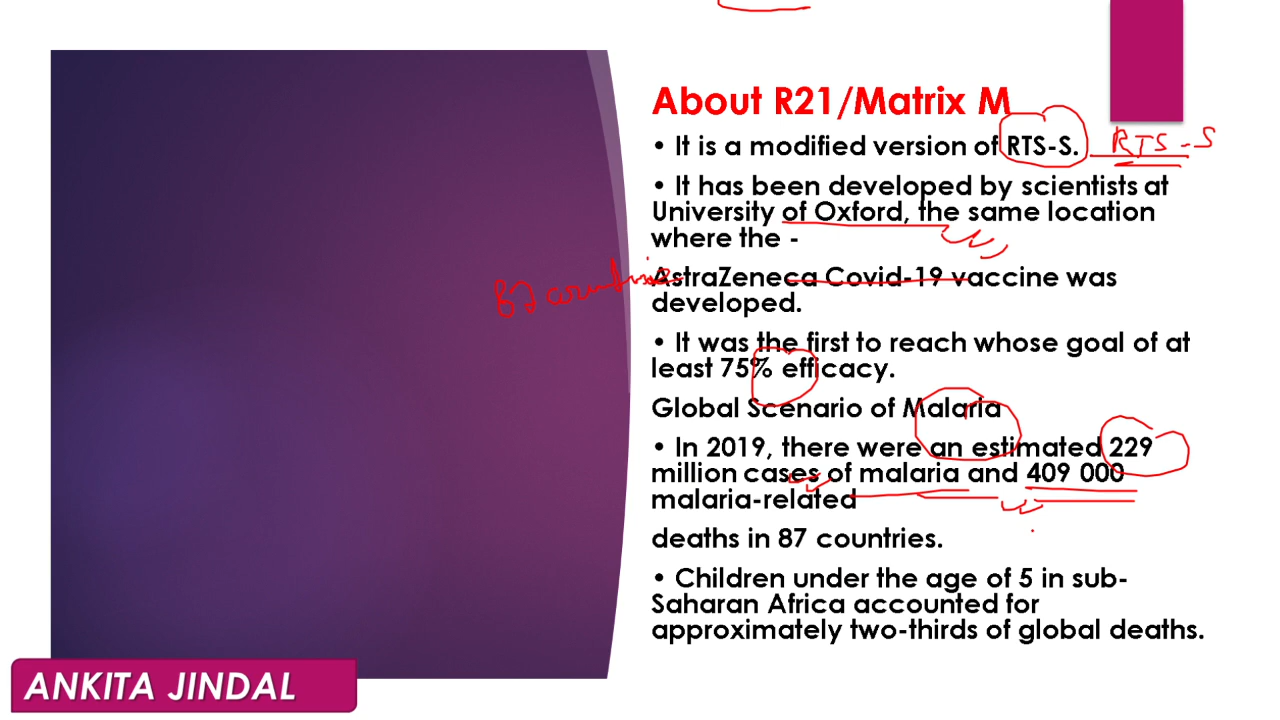 About R21/Matrix M
• It is a modified version of RTS-S. RTS-S
• It has been developed by scientists at
University of Oxford, the same location
where the -
AstraZeneca Covid-19 vaccine was
developed.
• It was the first to reach whose goal of at
least 75% efficacy.
Global Scenario of Malaria
• In 2019, there were an estimated 229
million cases of malaria and 409 000
malaria-related
deaths in 87 countries.
• Children under the age of 5 in sub-
Saharan Africa accounted for
approximately two-thirds of global deaths.
ANKITA JINDAL